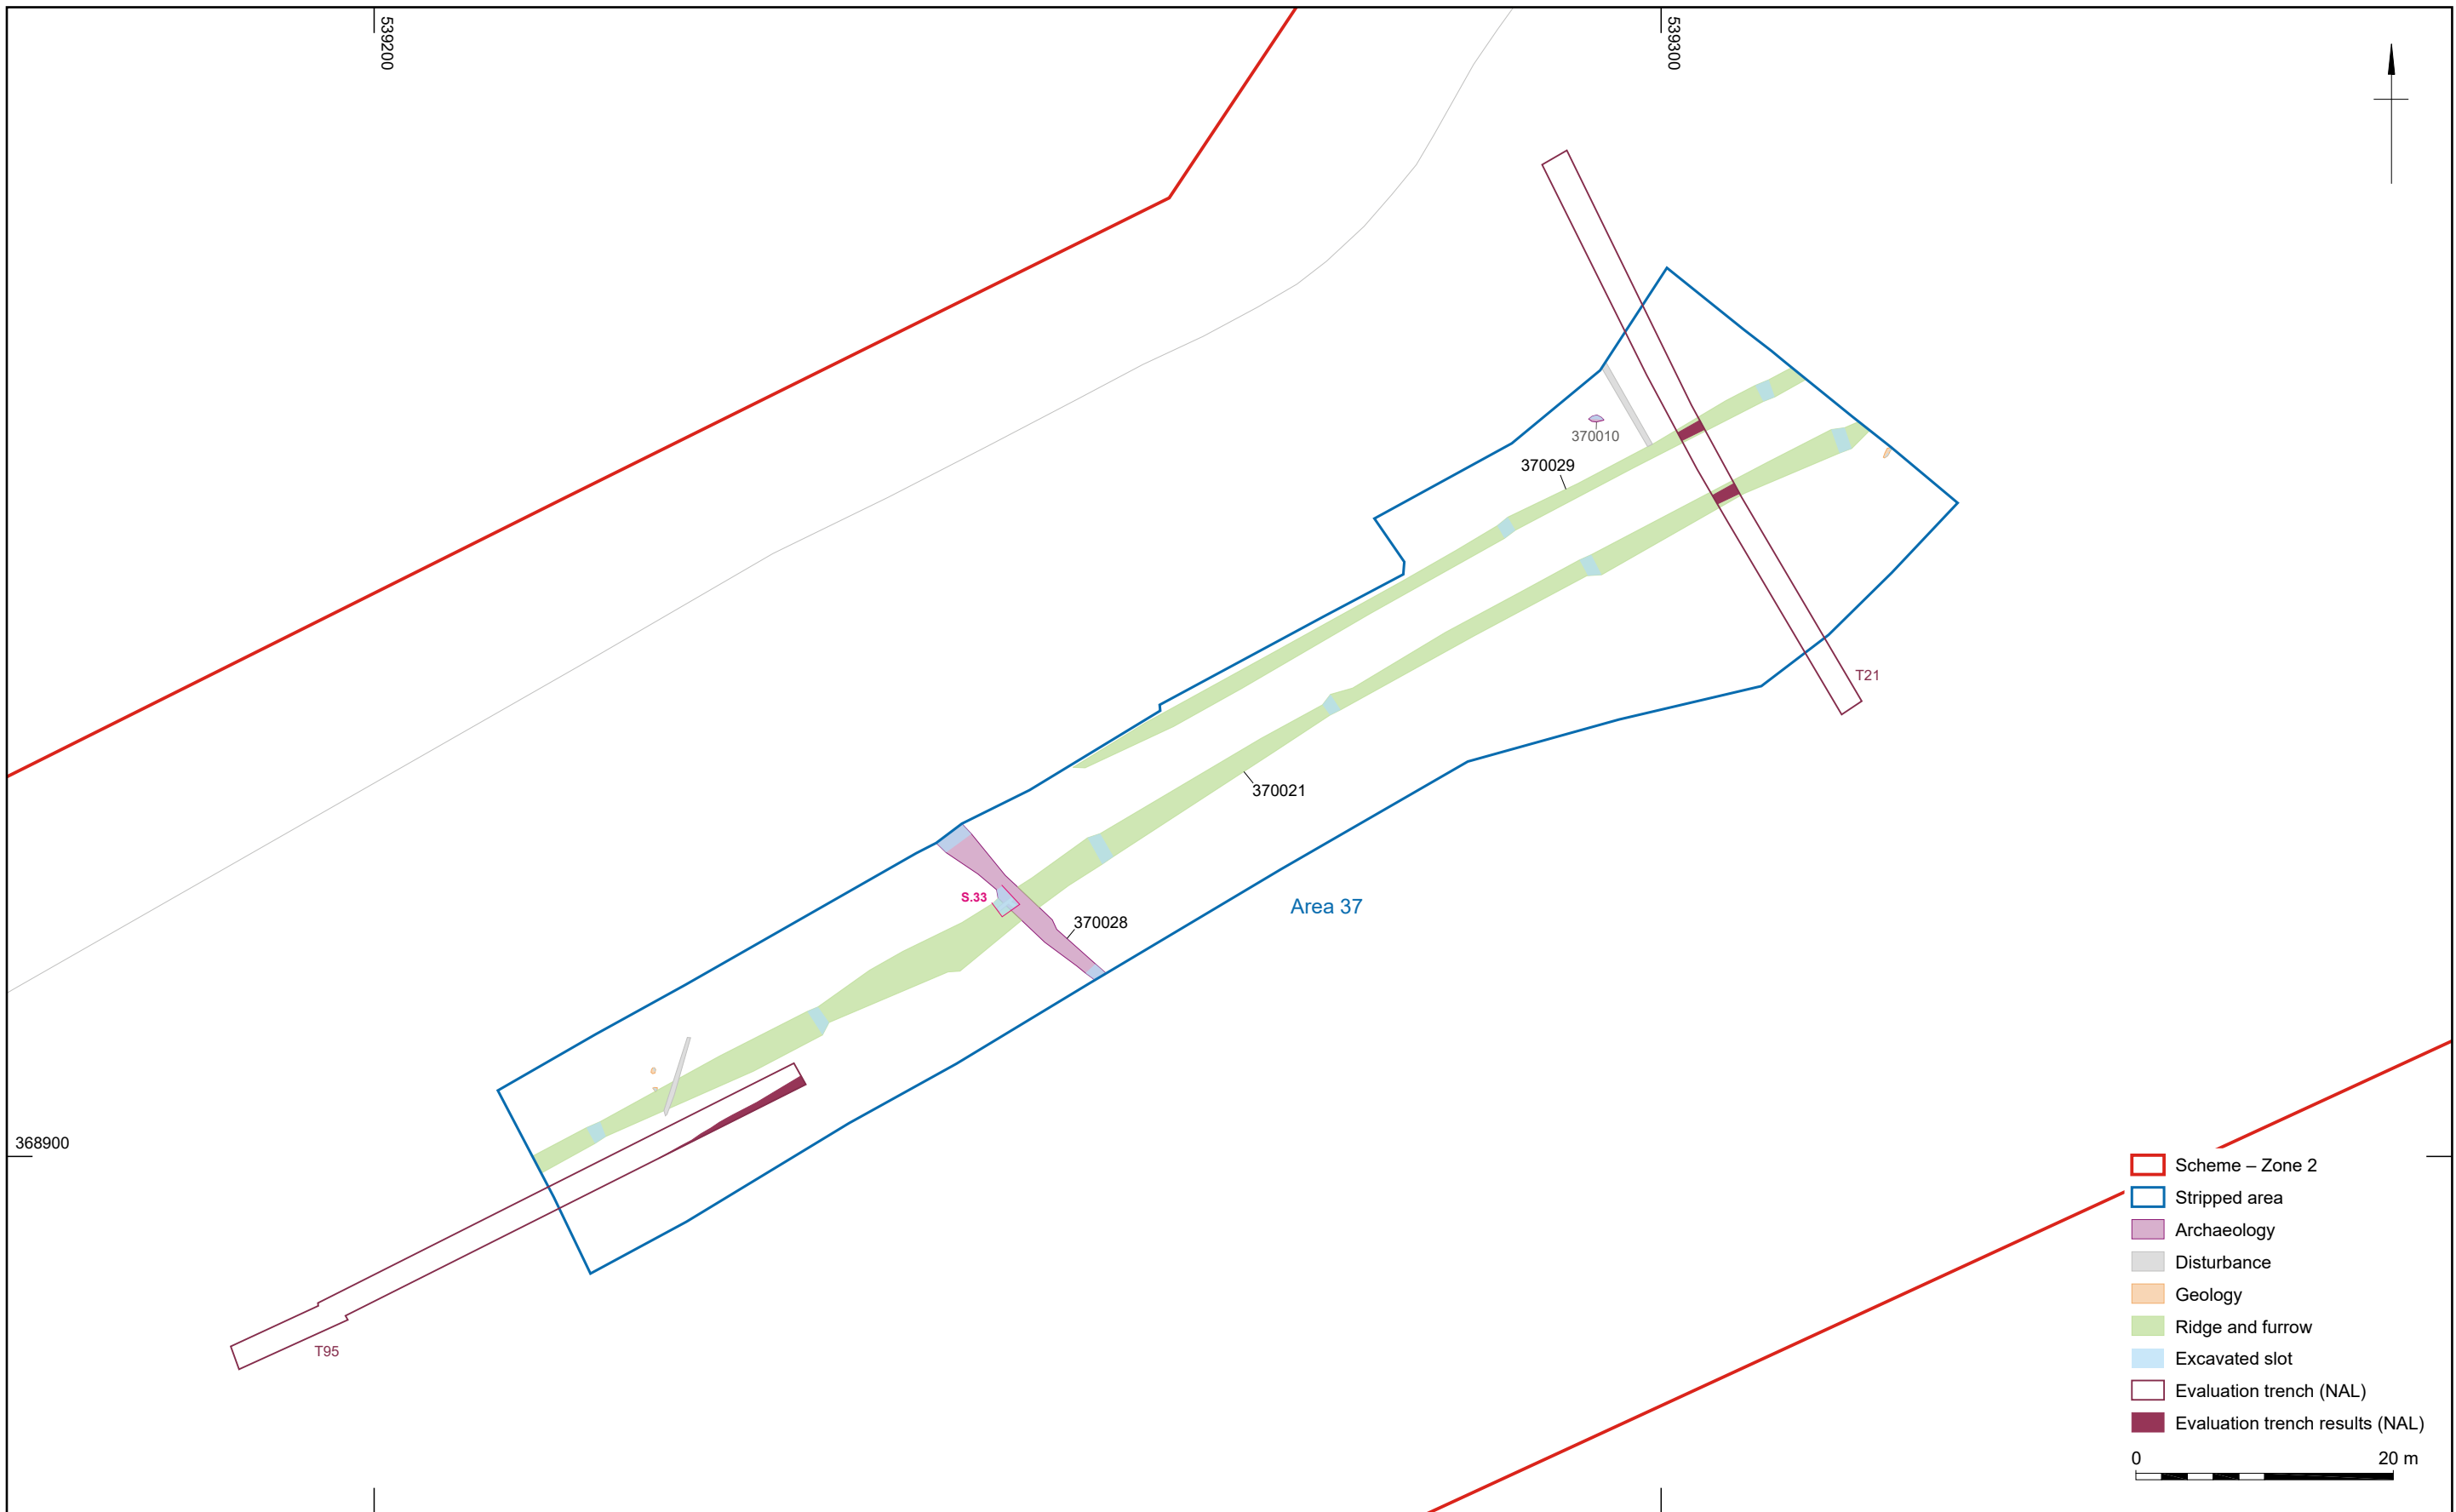 539200
539300
370010
370029
T21
370021
S.33
Area 37
370028
368900
T95
Scheme – Zone 2
Stripped area
Archaeology
Disturbance
Geology
Ridge and furrow
Excavated slot
Evaluation trench (NAL)
Evaluation trench results (NAL)
0 20 m